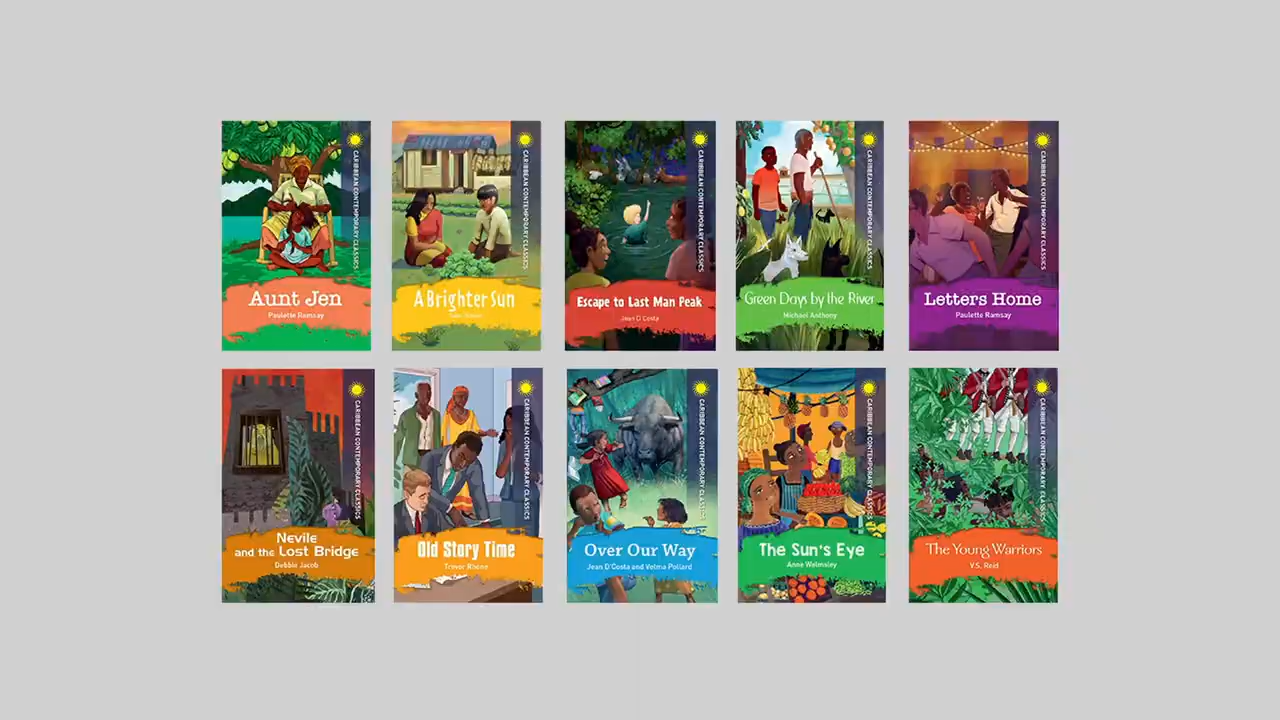 CARIBBEAN CONTEMPORARY CLASSICS
Aunt Jen
Paulette Ramsay
CARIBBEAN CONTEMPORARY CLASSICS
A Brighter Sun
CARIBBEAN CONTEMPORARY CLASSICS
Escape to Last Man Peak
Jean D'Costa
CARIBBEAN CONTEMPORARY CLASSICS
Green Days by the River
Michael Anthony
CARIBBEAN CONTEMPORARY CLASSICS
Letters Home
Paulette Ramsay
CARIBBEAN CONTEMPORARY CLASSICS
Nevile
and the Lost Bridge
Debbie Jacob
CARIBBEAN CONTEMPORARY CLASSICS
Old Story Time
Trevor Rhone
CARIBBEAN CONTEMPORARY CLASSICS
Over Our Way
Jean D'Costa and Velma Pollard
CARIBBEAN CONTEMPORARY CLASSICS
The Sun's Eye
Anne Walmsley
CARIBBEAN CONTEMPORARY CLASSICS
The Young Warriors
V.S. Reid